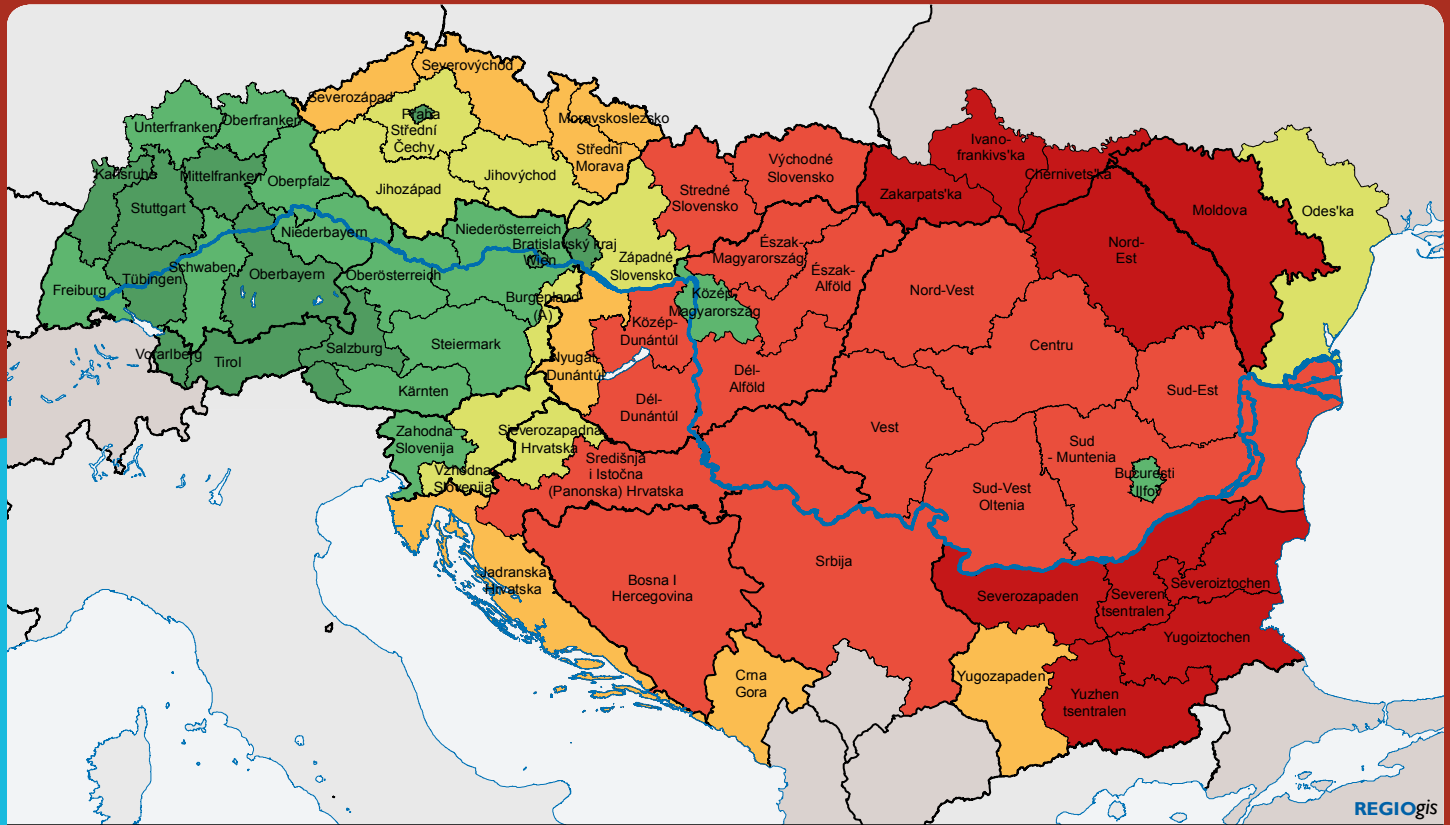 Severovýchod
Severozápad
Praha
Střední
Čechy
Moravskoslezsko
Střední
Morava
Jihozápad
Jihovýchod
Unterfranken
Oberfranken
Karlsruhe
Mittelfranken
Oberpfalz
Stuttgart
Niederbayern
Tübingen
Schwaben
Oberbayern
Freiburg
Vorarlberg
Tirol
Salzburg
Oberösterreich
Niederösterreich
Wien
Bratislavský kraj
Burgenland
(A)
Steiermark
Kärnten
Západné
Slovensko
Stredné
Slovensko
Východné
Slovensko
Zakarpats'ka
Ivano-
frankivs'ka
Chernivets'ka
Moldova
Odes'ka
Nord-
Est
Észak-
Magyarország
Észak-
Alföld
Közép-
Magyarország
Közép-
Dunántúl
Nyugat-
Dunántúl
Dél-
Dunántúl
Dél-
Alföld
Nord-Vest
Centru
Sud-Est
Vest
Sud
- Muntenia
Bucureşti
Ilfov
Sud-Vest
Oltenia
Zahodna
Slovenija
Vzhodna
Slovenija
Sjeverozapadna
Hrvatska
Središnja
i Istočna
(Panonska) Hrvatska
Jadranska
Hrvatska
Bosna I
Hercegovina
Srbija
Crna
Gora
Severozapaden
Severen
tsentralen
Severoiztochen
Yugoiztochen
Yugozapaden
Yuzhen
tsentralen
REGIOgis